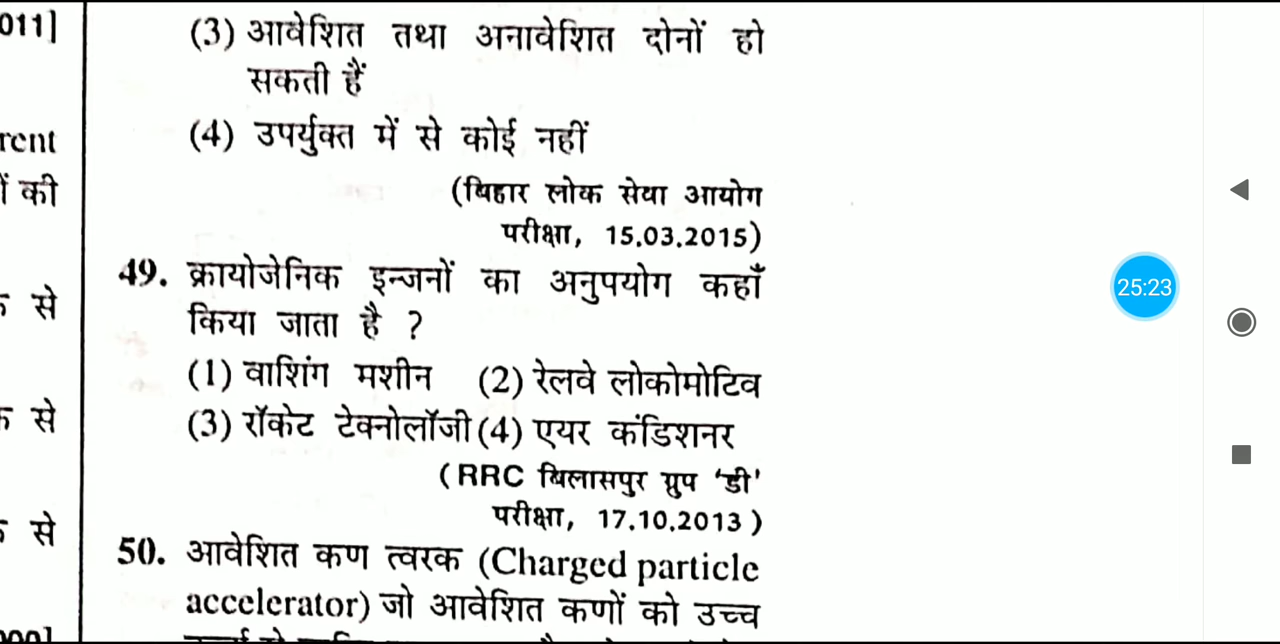 011]
rent
ों की
से
से
से
(3) आवेशित तथा अनावेशित दोनों हो
सकती हैं
(4) उपर्युक्त में से कोई नहीं
(बिहार लोक सेवा आयोग
परीक्षा, 15.03.2015)
49. क्रायोजेनिक इन्जनों का अनुपयोग कहाँ
किया जाता है ?
(1) वाशिंग मशीन (2) रेलवे लोकोमोटिव
(3) रॉकेट टेक्नोलॉजी (4) एयर कंडिशनर
(RRC बिलासपुर ग्रुप 'डी'
परीक्षा, 17.10.2013)
50. आवेशित कण त्वरक (Charged particle
accelerator) जो आवेशित कणों को उच्च
25:23